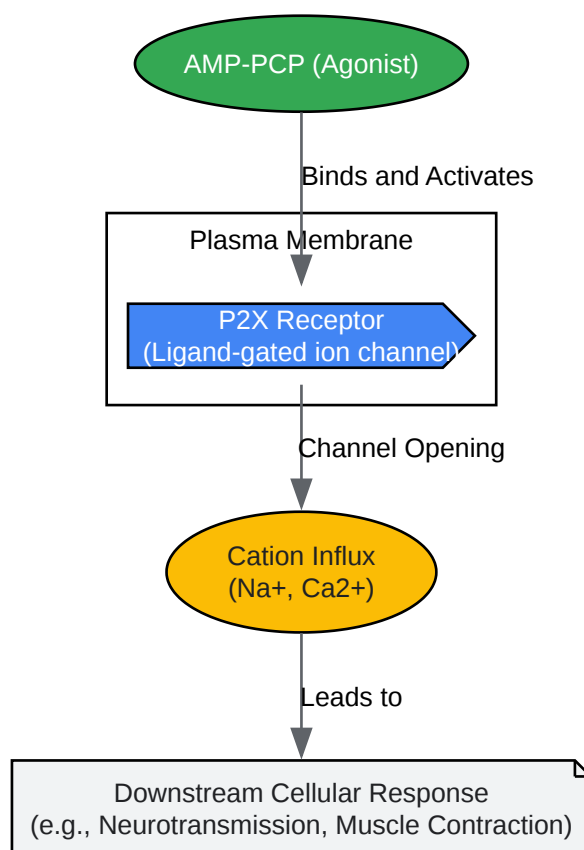 AMP-PCP (Agonist)
Binds and Activates
Plasma Membrane
P2X Receptor
(Ligand-gated ion channel)
Channel Opening
Cation Influx
(Na+, Ca2+)
Leads to
Downstream Cellular Response
(e.g., Neurotransmission, Muscle Contraction)